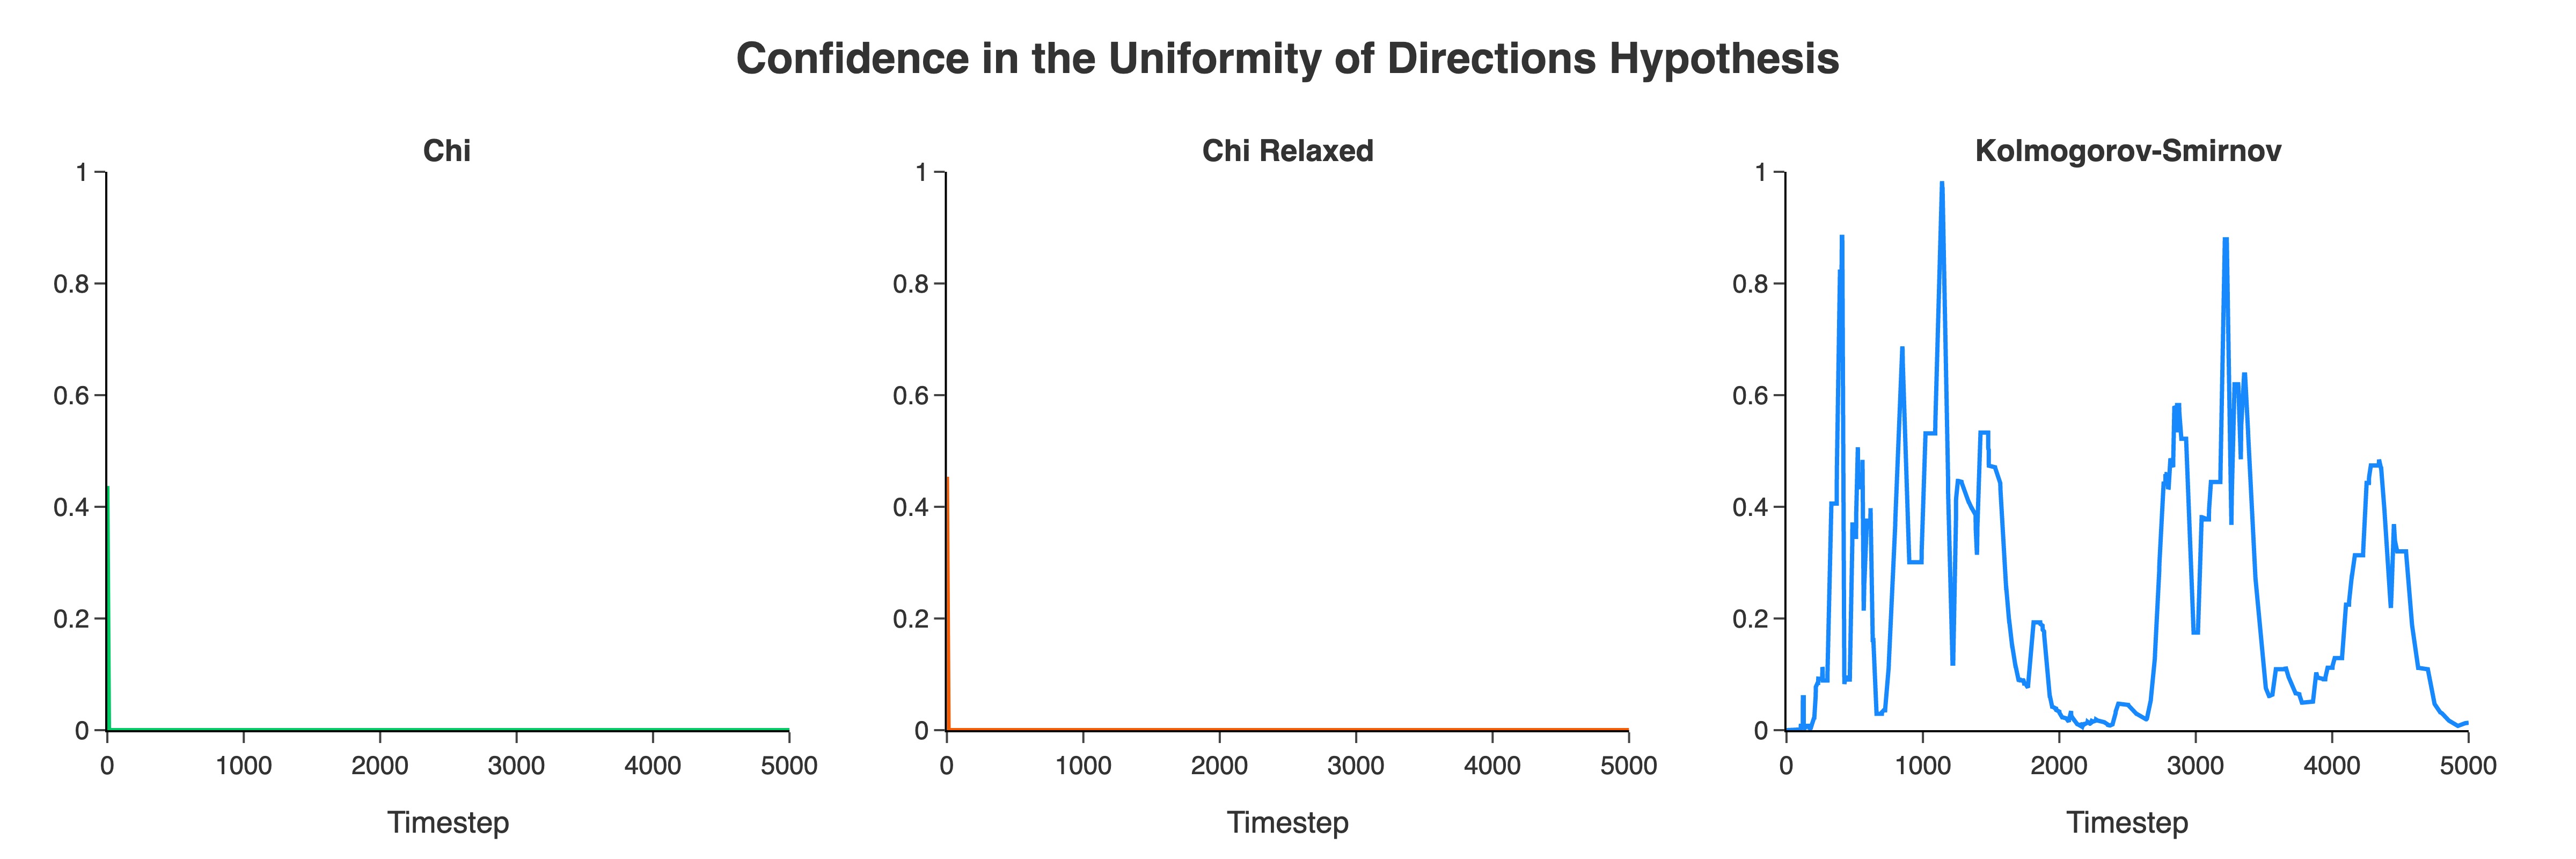 Confidence in the Uniformity of Directions Hypothesis
Chi
1
0.8
0.6
0.4
0.2
0
0 1000 2000 3000 4000 5000
Timestep
Chi Relaxed
1
0.8
0.6
0.4
0.2
0
0 1000 2000 3000 4000 5000
Timestep
Kolmogorov-Smirnov
1
0.8
0.6
0.4
0.2
0
0 1000 2000 3000 4000 5000
Timestep